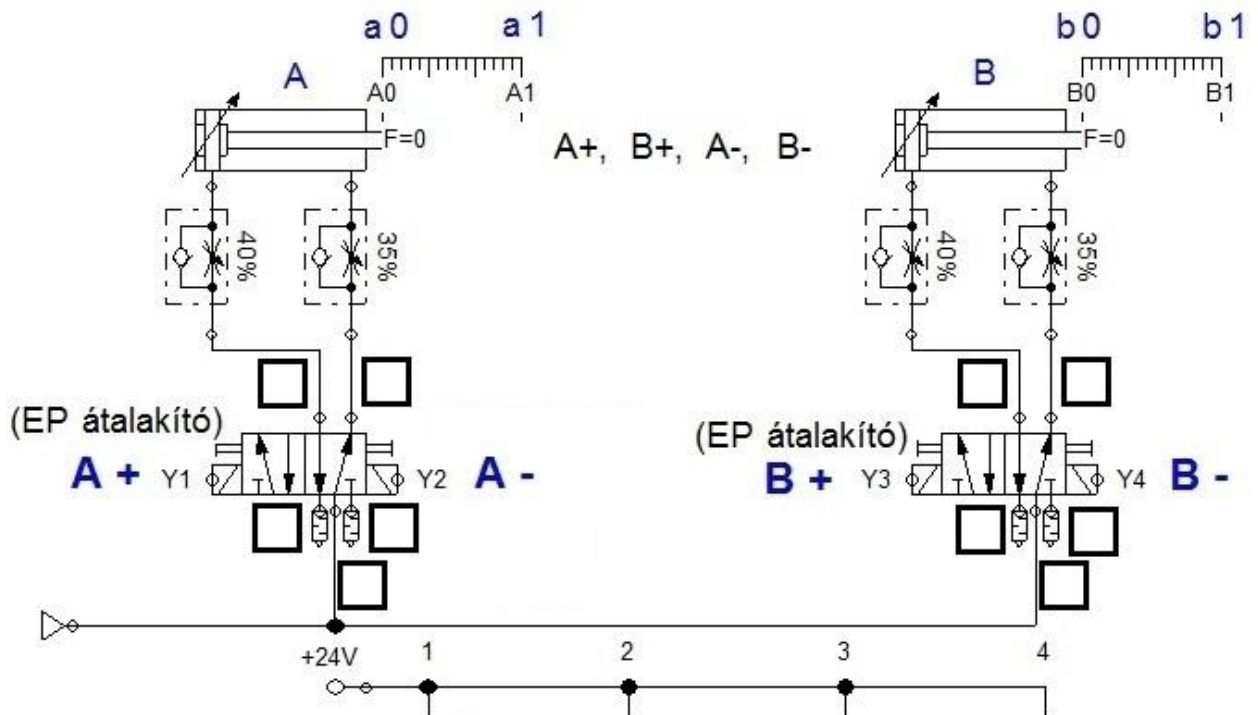 a 0 a 1 b 0 b 1
A B
A0 A1 B0 B1
F=0 A+, B+, A-, B- F=0
40% 35% 40% 35%
(EP átalakító) (EP átalakító)
A + Y1 Y2 A - B + Y3 Y4 B -
+24V 1 2 3 4